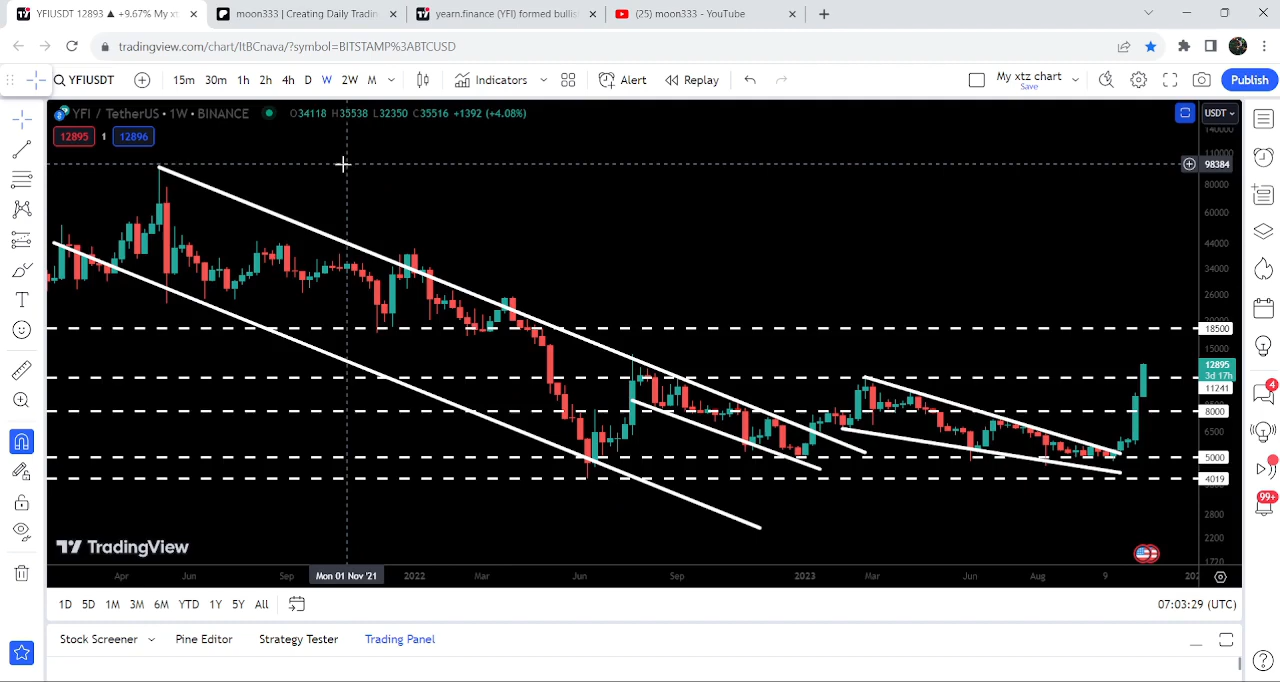 YFIUSDT 12893 ▲ +9.67% My xt
moon333 | Creating Daily Tradin
yearn.finance (YFI) formed bullis
(25) moon333 - YouTube
tradingview.com/chart/ItBCnava/?symbol=BITSTAMP%3ABTCUSD
YFIUSDT 15m 30m 1h 2h 4h D W 2W M Indicators Alert Replay My xtz chart Save Publish
YFI / TetherUS • 1W • BINANCE O34118 H35538 L32350 C35516 +1392 (+4.08%) USDT
12895 1 12896
98384
80000
60000
44000
34000
26000
18500
15000
12895
3d 17h
11241
8000
6500
5000
4019
2800
2200
TradingView
Apr Jun Sep Mon 01 Nov '21 2022 Mar Jun Sep 2023 Mar Jun Aug 9
1D 5D 1M 3M 6M YTD 1Y 5Y All 07:03:29 (UTC)
Stock Screener Pine Editor Strategy Tester Trading Panel
4
99+